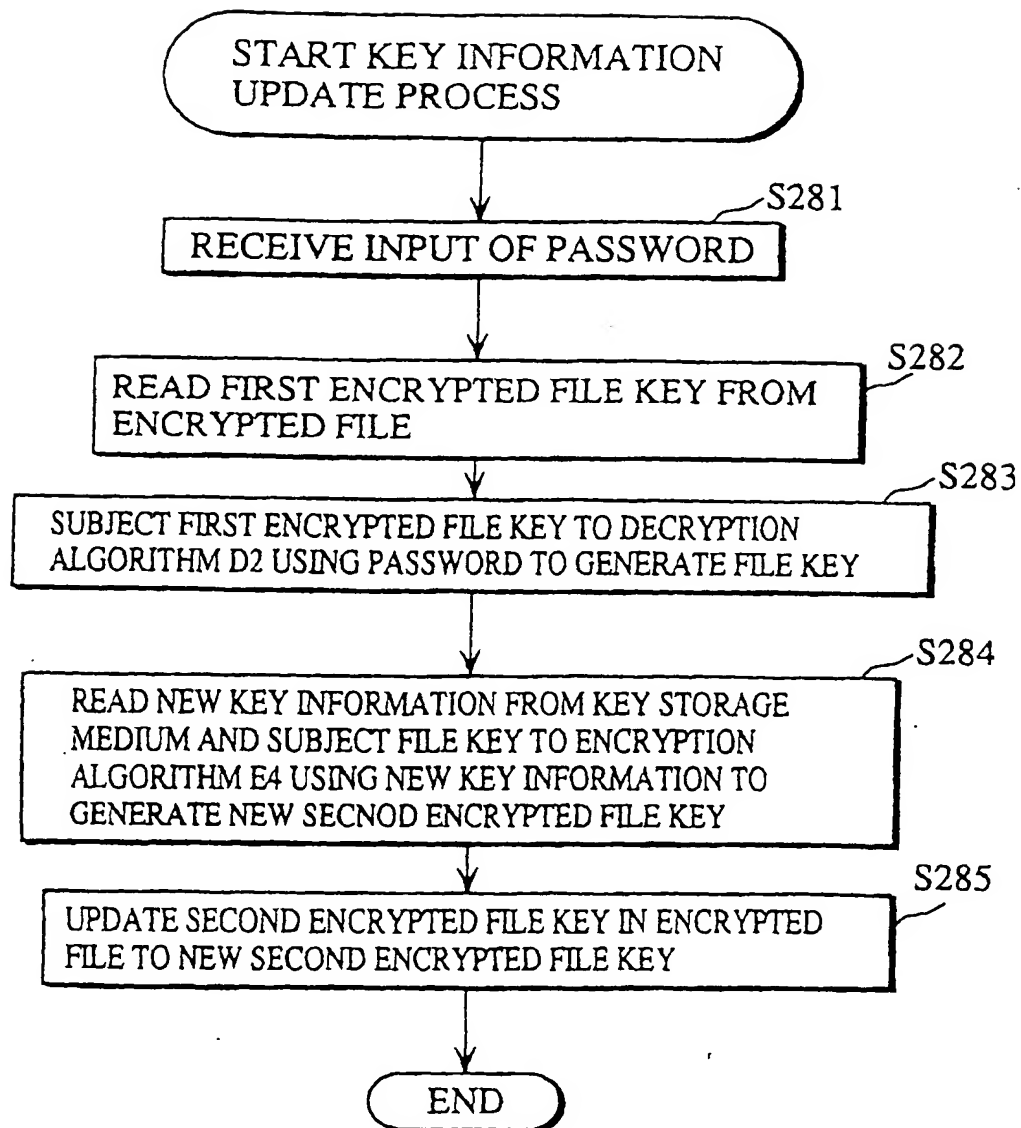 START KEY INFORMATION
UPDATE PROCESS
S281
RECEIVE INPUT OF PASSWORD
S282
READ FIRST ENCRYPTED FILE KEY FROM
ENCRYPTED FILE
S283
SUBJECT FIRST ENCRYPTED FILE KEY TO DECRYPTION
ALGORITHM D2 USING PASSWORD TO GENERATE FILE KEY
S284
READ NEW KEY INFORMATION FROM KEY STORAGE
MEDIUM AND SUBJECT FILE KEY TO ENCRYPTION
ALGORITHM E4 USING NEW KEY INFORMATION TO
GENERATE NEW SECNOD ENCRYPTED FILE KEY
S285
UPDATE SECOND ENCRYPTED FILE KEY IN ENCRYPTED
FILE TO NEW SECOND ENCRYPTED FILE KEY
END